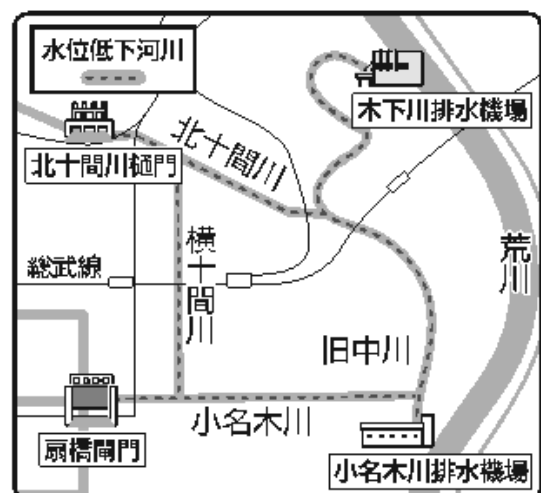 水位低下河川
木下川排水機場
北十間川樋門
北十間川
荒川
総武線
横十間川
旧中川
小名木川
扇橋閘門
小名木川排水機場